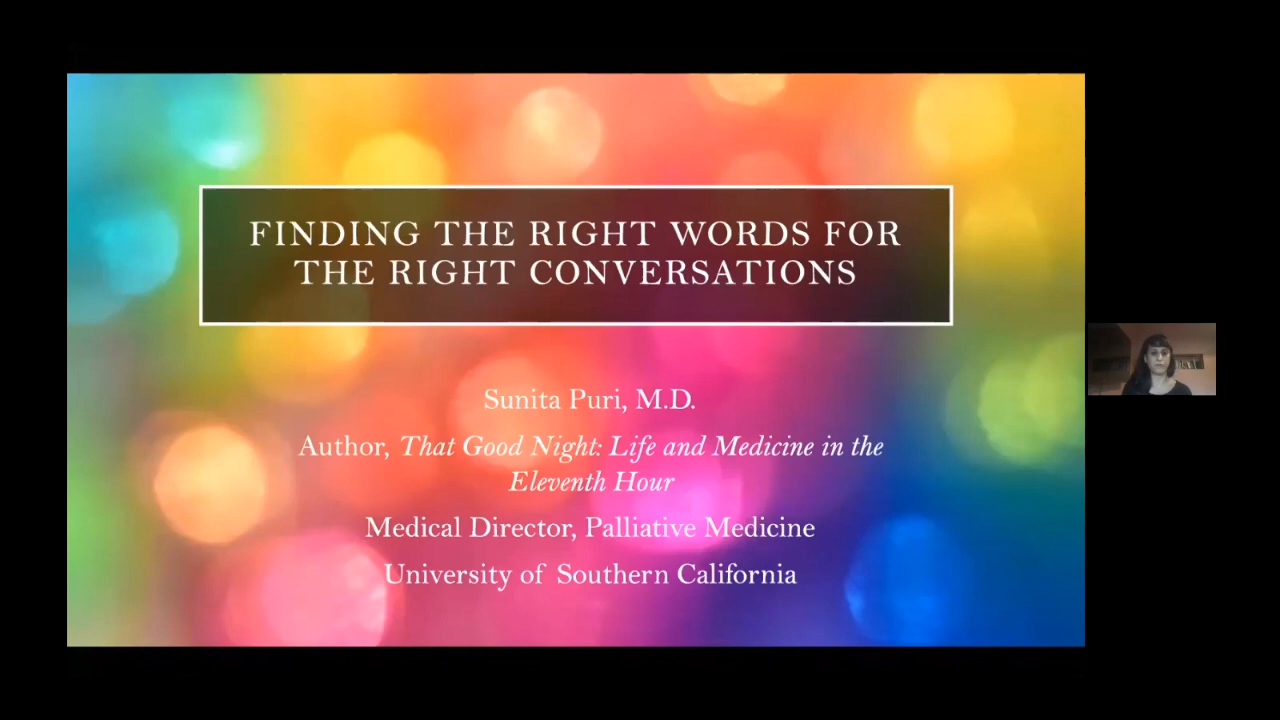 FINDING THE RIGHT WORDS FOR
THE RIGHT CONVERSATIONS
Sunita Puri, M.D.
Author, That Good Night: Life and Medicine in the
Eleventh Hour
Medical Director, Palliative Medicine
University of Southern California